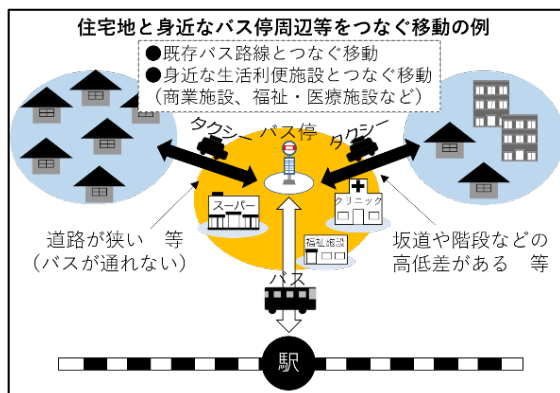 住宅地と身近なバス停周辺等をつなぐ移動の例
●既存バス路線とつなぐ移動
●身近な生活利便施設とつなぐ移動
（商業施設、福祉・医療施設など）
タクシー
バス停
タクシー
スーパー
クリニック
福祉施設
道路が狭い　等
（バスが通れない）
坂道や階段などの
高低差がある　等
バス
駅